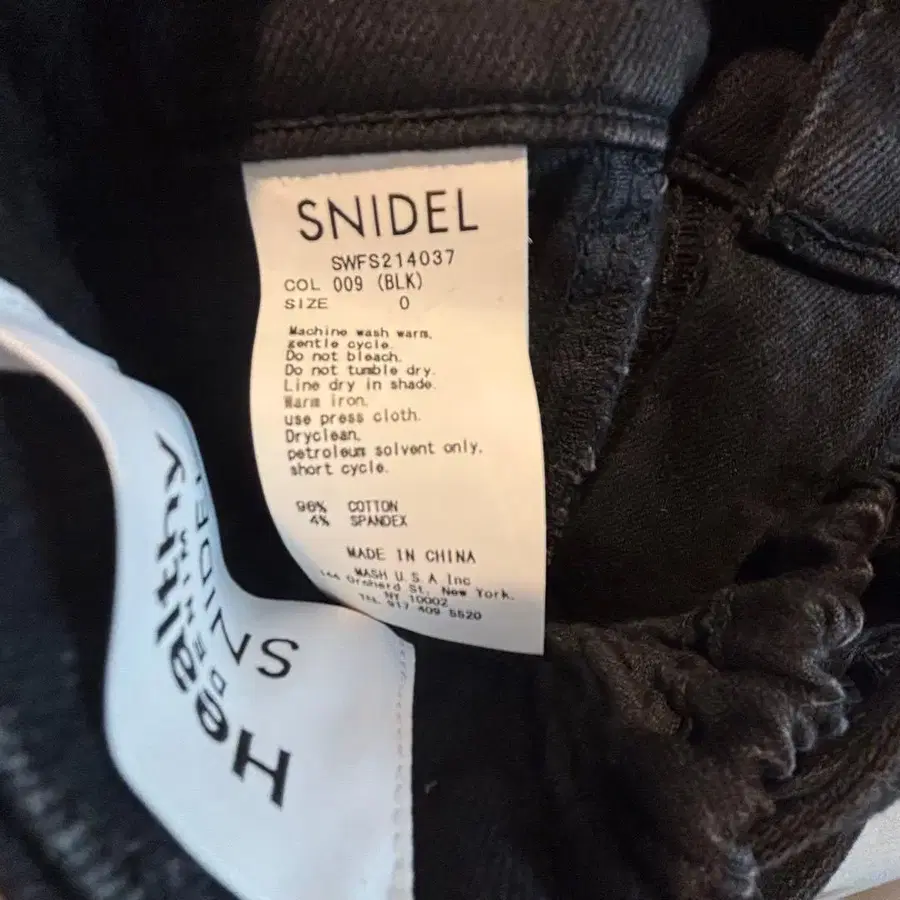 SNIDEL
SWFS214037
COL 009 (BLK)
SIZE 0
Machine wash warm,
gentle cycle.
Do not bleach.
Do not tumble dry.
Line dry in shade.
Warm iron,
use press cloth.
Dryclean,
petroleum solvent only,
short cycle.
96% COTTON
4% SPANDEX
MADE IN CHINA
MASH U.S.A Inc
144 Orchard St, New York.
NY 10002
TEL 917 409 5520
SNIDEL
Healthy
DENIM